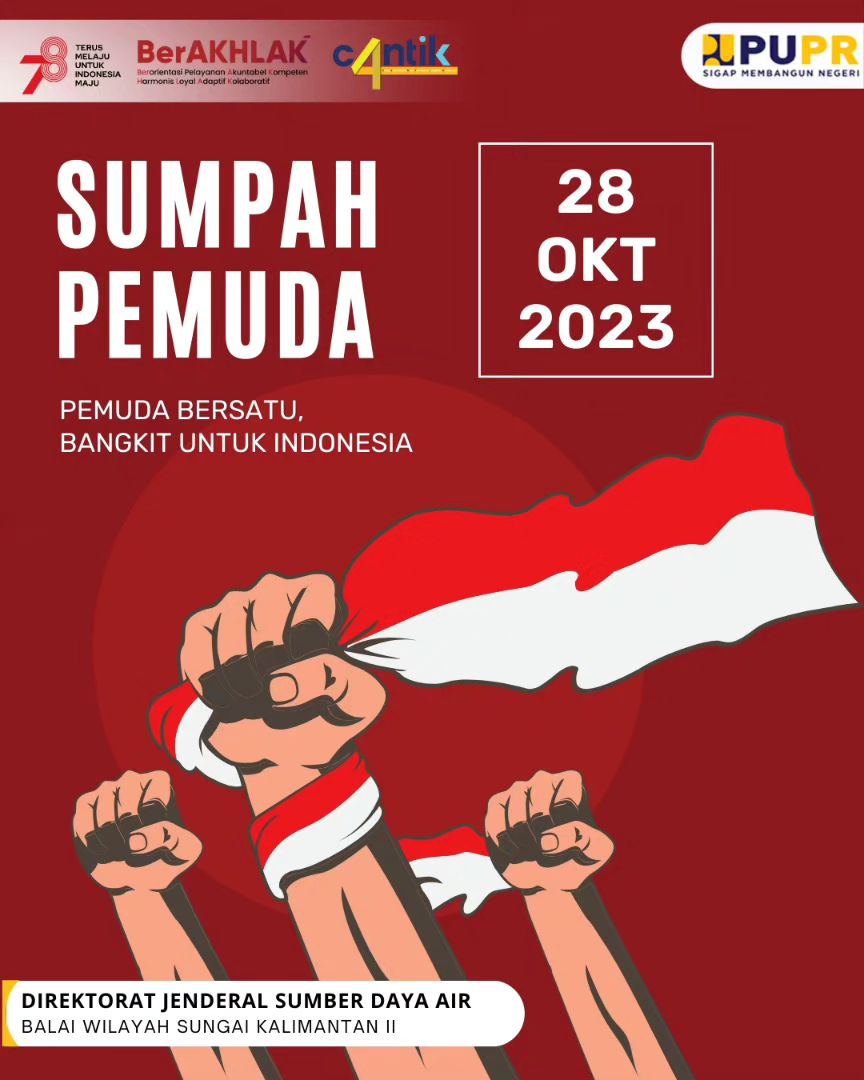 78
TERUS
MELAJU
UNTUK
INDONESIA
MAJU
BerAKHLAK
Berorientasi Pelayanan Akuntabel Kompeten
Harmonis Loyal Adaptif Kolaboratif
c4ntik
PUPR
SIGAP MEMBANGUN NEGERI
SUMPAH
PEMUDA
28
OKT
2023
PEMUDA BERSATU,
BANGKIT UNTUK INDONESIA
DIREKTORAT JENDERAL SUMBER DAYA AIR
BALAI WILAYAH SUNGAI KALIMANTAN II